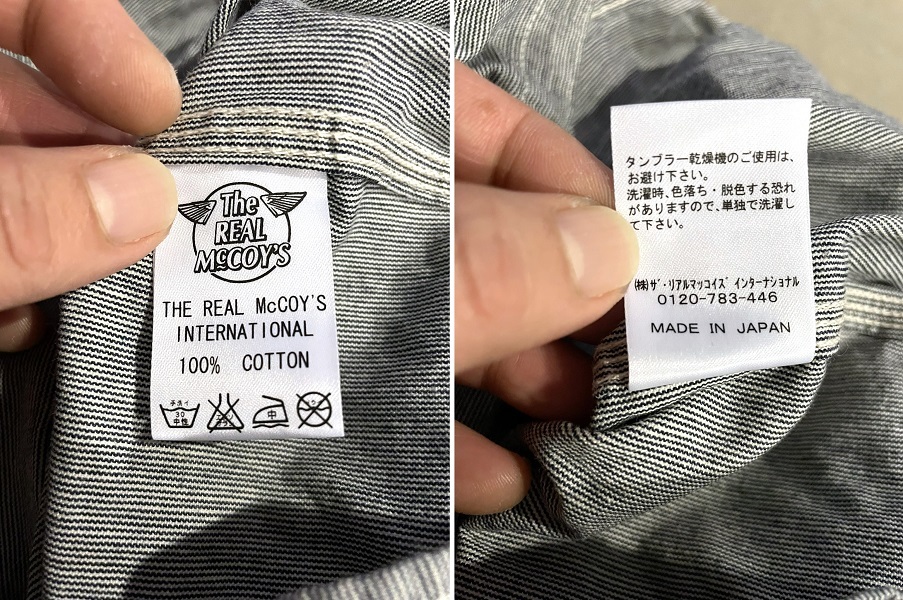 The
REAL
McCOY'S
THE REAL McCOY'S
INTERNATIONAL
100% COTTON
手洗イ
30
中性
中
タンブラー乾燥機のご使用は、
お避け下さい。
洗濯時、色落ち・脱色する恐れ
がありますので、単独で洗濯し
て下さい。
㈱ザ・リアルマッコイズ インターナショナル
0120-783-446
MADE IN JAPAN